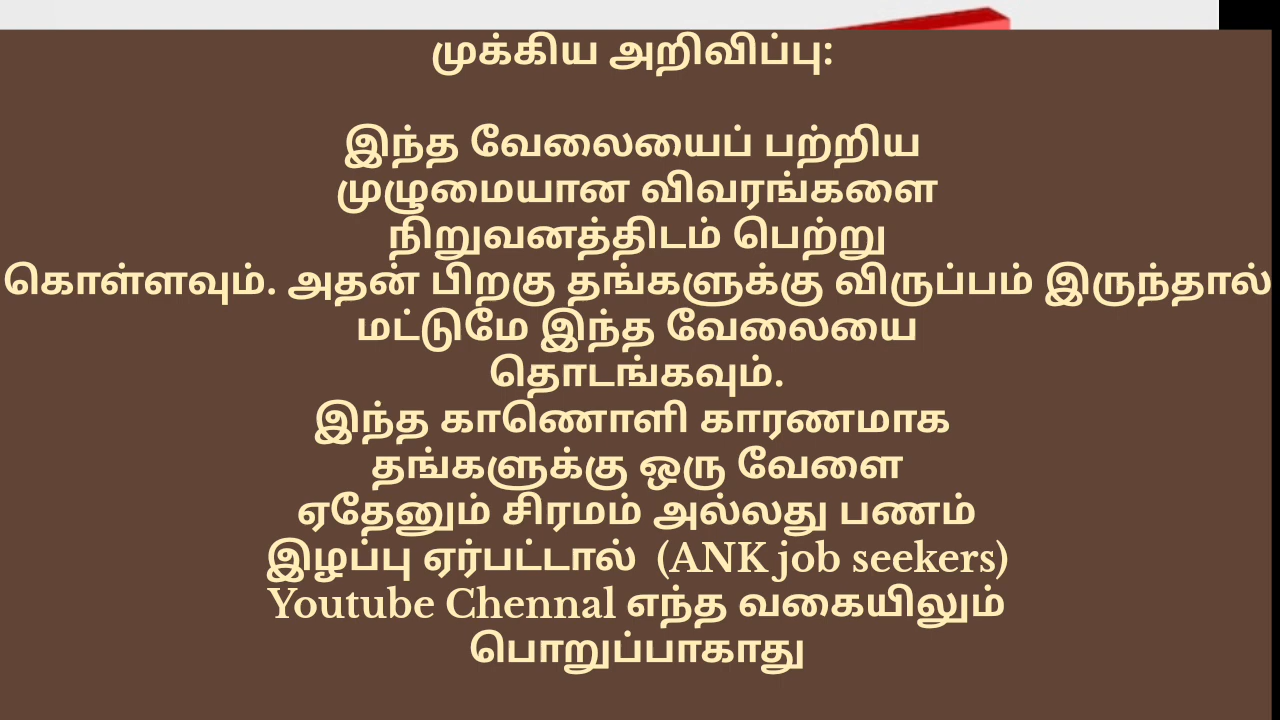 முக்கிய அறிவிப்பு:
இந்த வேலையைப் பற்றிய
முழுமையான விவரங்களை
நிறுவனத்திடம் பெற்று
கொள்ளவும். அதன் பிறகு தங்களுக்கு விருப்பம் இருந்தால்
மட்டுமே இந்த வேலையை
தொடங்கவும்.
இந்த காணொளி காரணமாக
தங்களுக்கு ஒரு வேளை
ஏதேனும் சிரமம் அல்லது பணம்
இழப்பு ஏர்பட்டால் (ANK job seekers)
Youtube Chennal எந்த வகையிலும்
பொறுப்பாகாது